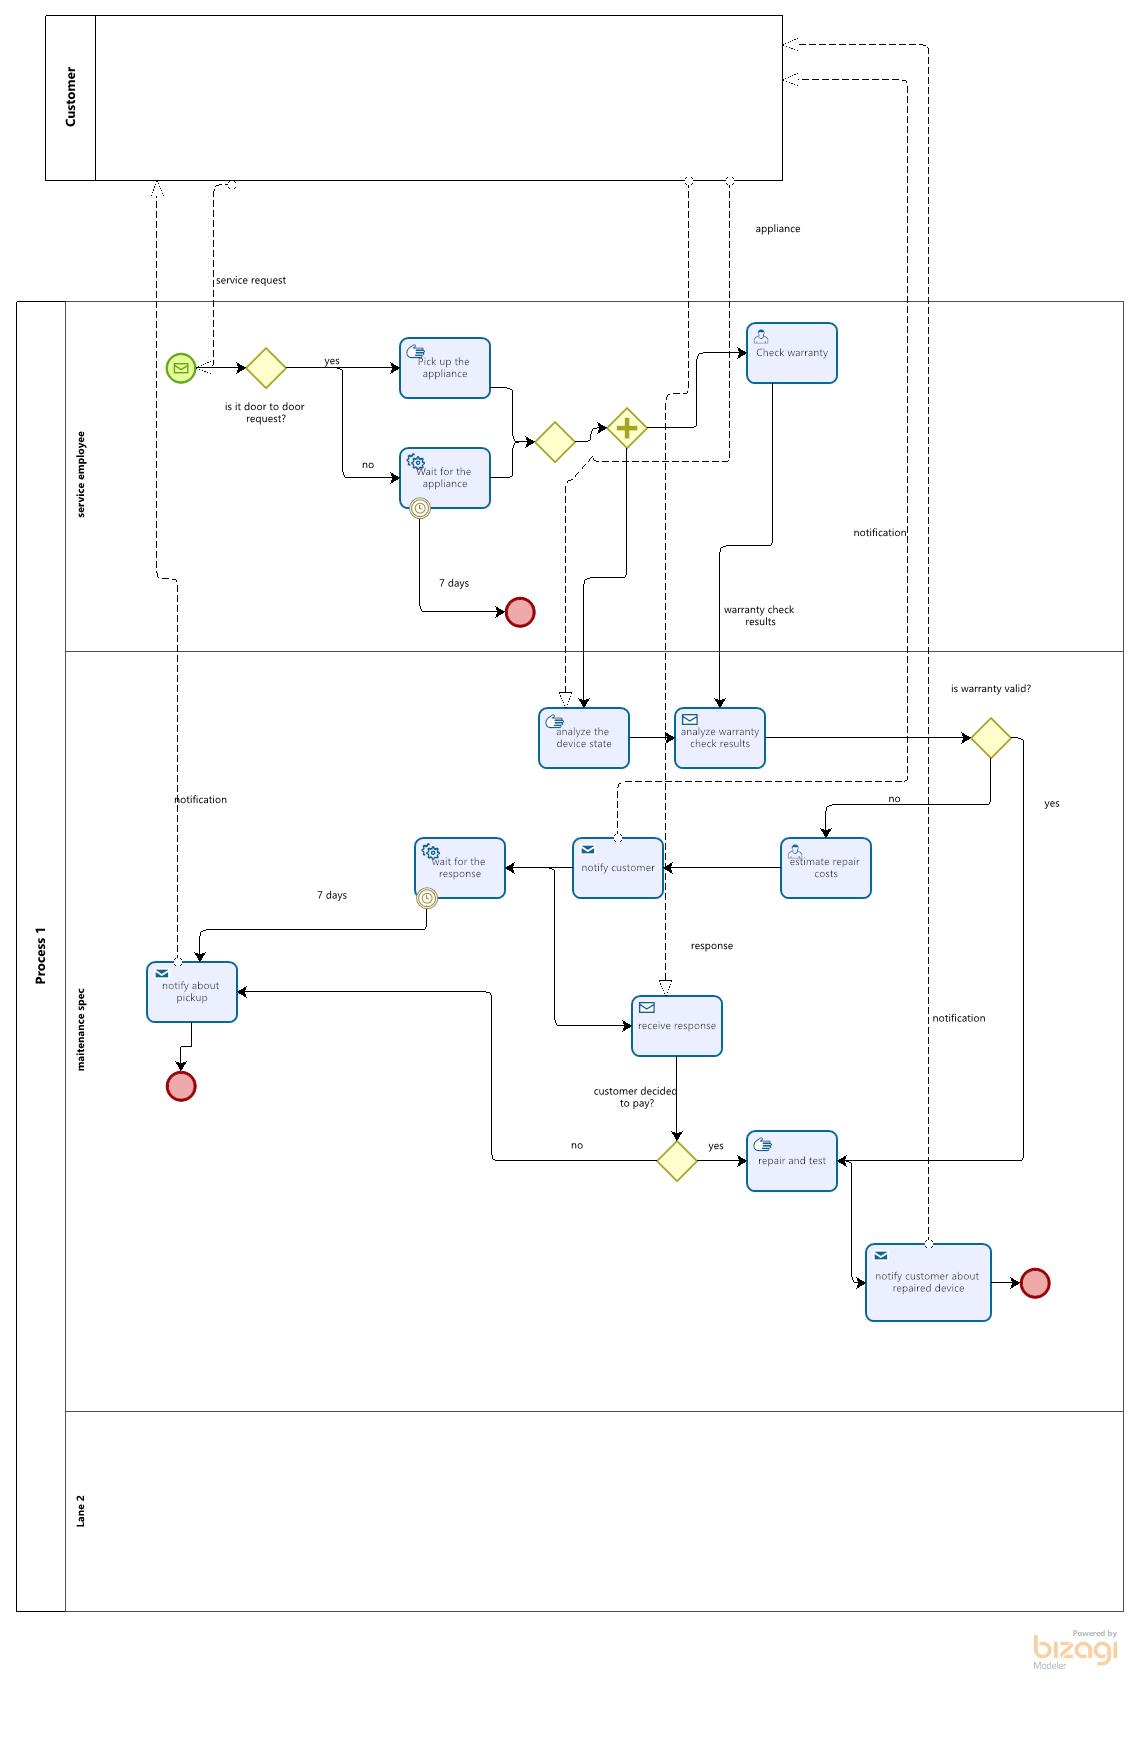 Customer
appliance
service request
Process 1
service employee
yes
Pick up the
appliance
Check warranty
is it door to door
request?
no
Wait for the
appliance
notification
7 days
warranty check
results
maitenance spec
is warranty valid?
analyze the
device state
analyze warranty
check results
notification
no
yes
wait for the
response
notify customer
estimate repair
costs
7 days
response
notify about
pickup
notification
receive response
customer decided
to pay?
no
yes
repair and test
notify customer about
repaired device
Lane 2
Powered by
bizagi
Modeler